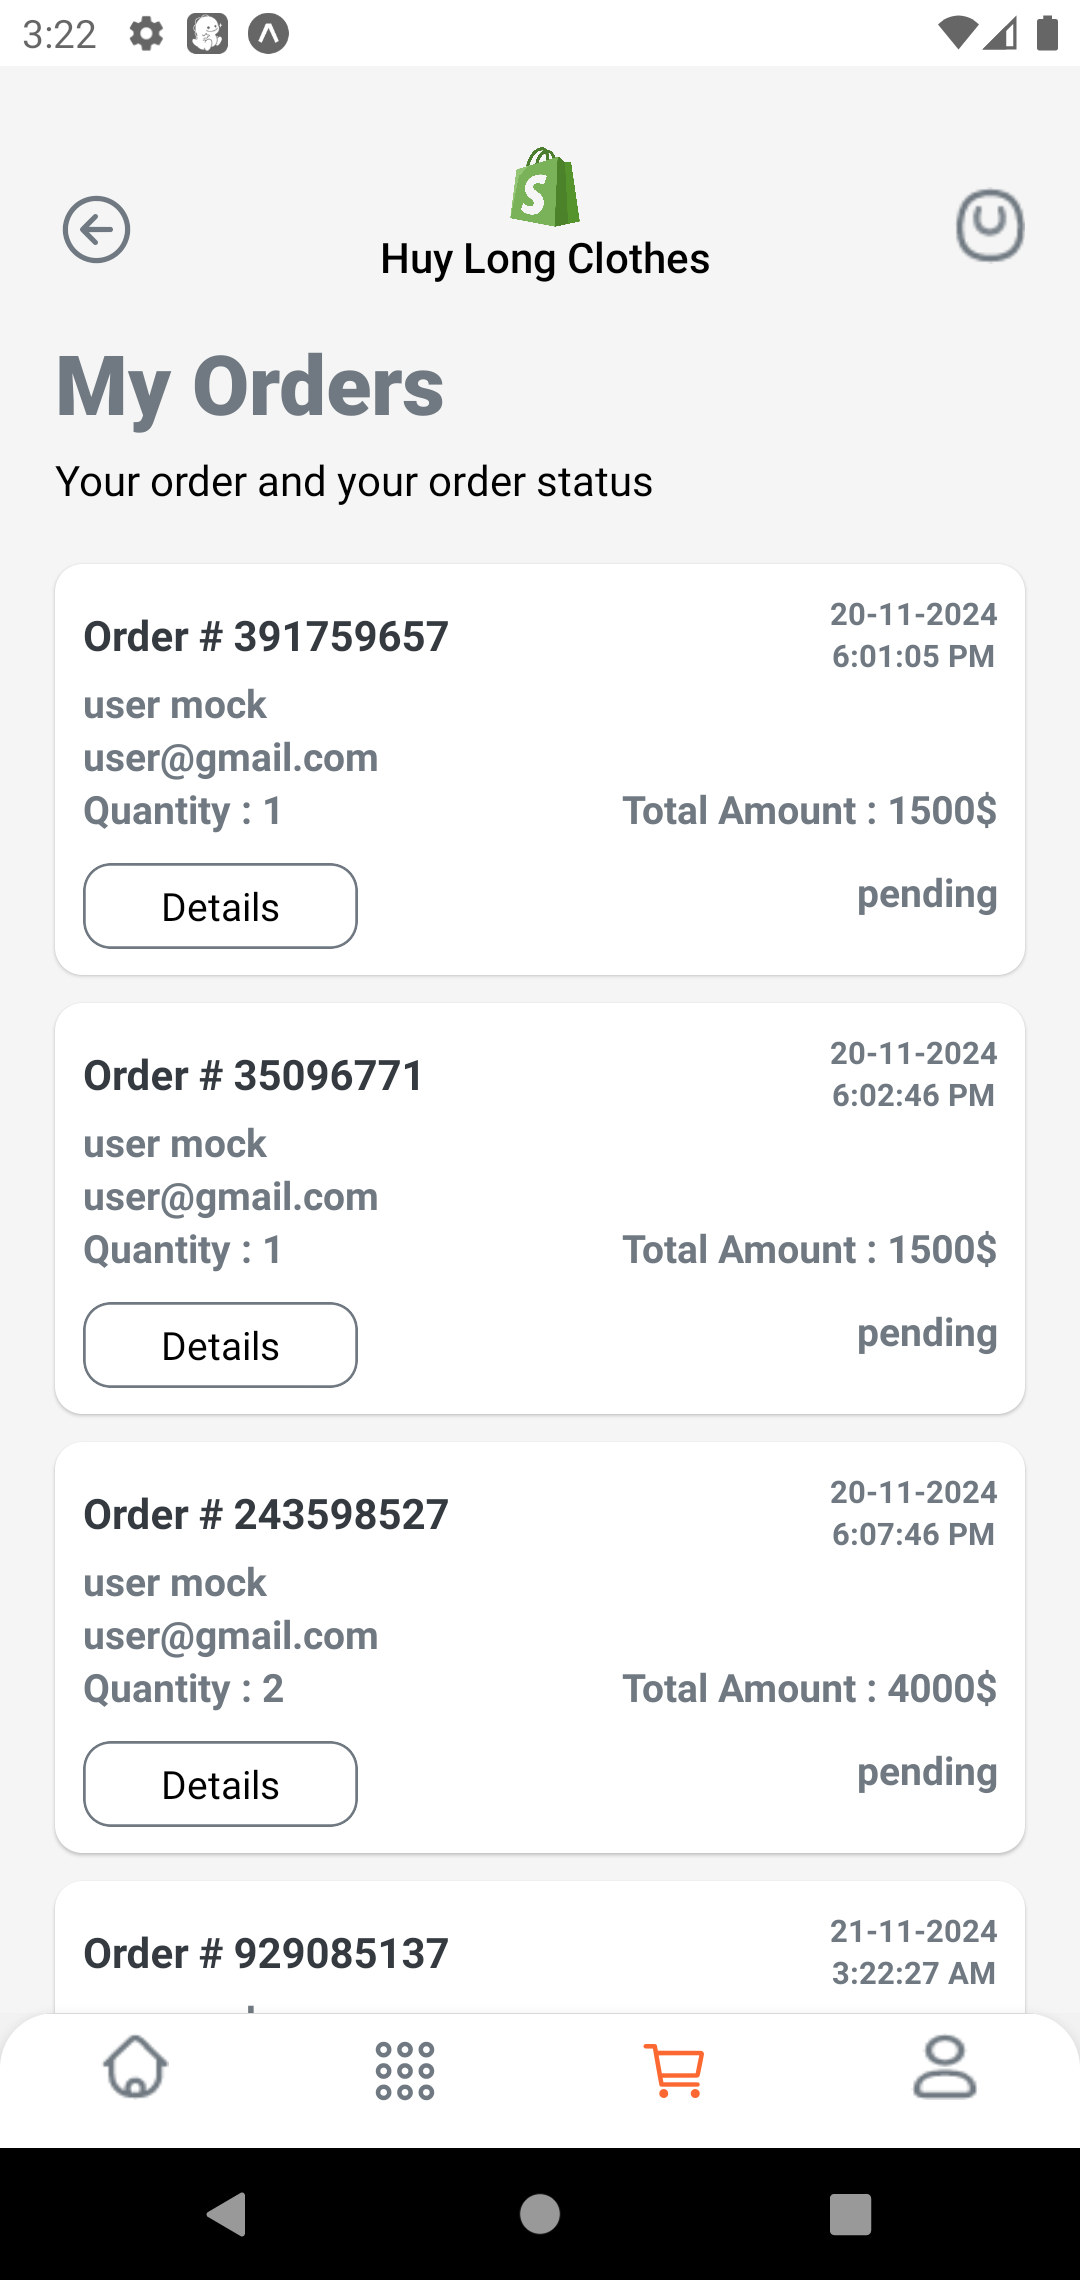 3:22
Huy Long Clothes
My Orders
Your order and your order status
Order # 391759657
20-11-2024
6:01:05 PM
user mock
user@gmail.com
Quantity : 1
Total Amount : 1500$
Details
pending
Order # 35096771
20-11-2024
6:02:46 PM
user mock
user@gmail.com
Quantity : 1
Total Amount : 1500$
Details
pending
Order # 243598527
20-11-2024
6:07:46 PM
user mock
user@gmail.com
Quantity : 2
Total Amount : 4000$
Details
pending
Order # 929085137
21-11-2024
3:22:27 AM